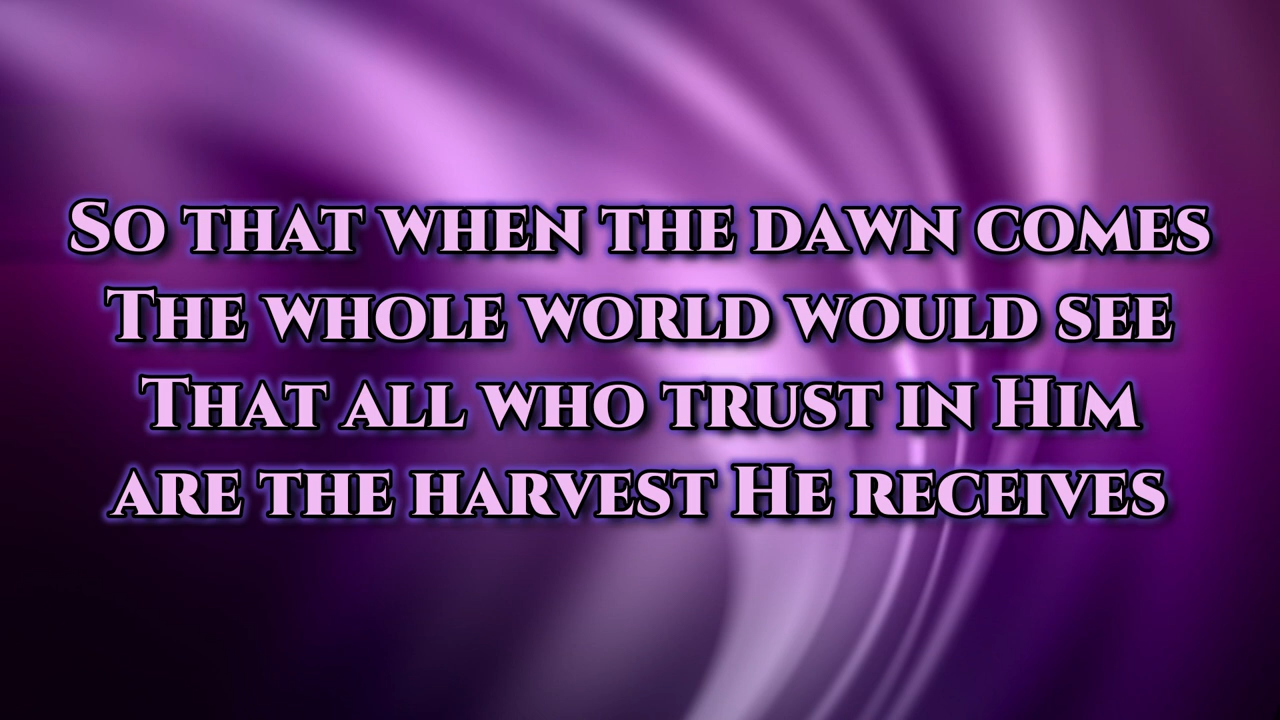 So that when the dawn comes
The whole world would see
That all who trust in Him
are the harvest He receives